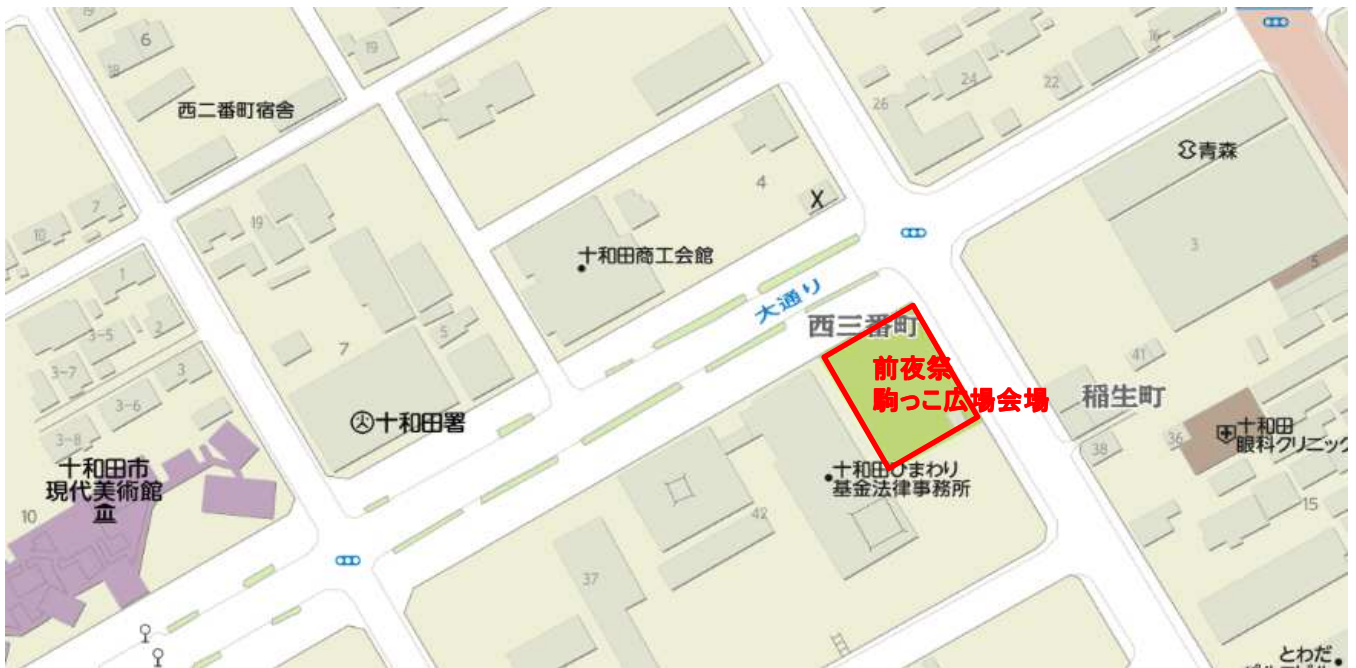 19
6
18
西二番町宿舎
19
24
16
22
26
青森
4
X
7
10
19
十和田商工会館
大通り
3
5
1
2
3-5
5
7
3-7
3
3-6
3-8
西三番町
前夜祭
駒っこ広場会場
41
稲生町
火十和田署
36
38
十和田
眼科クリニック
十和田市
現代美術館
10
十和田ひまわり
基金法律事務所
42
15
37
とわだ